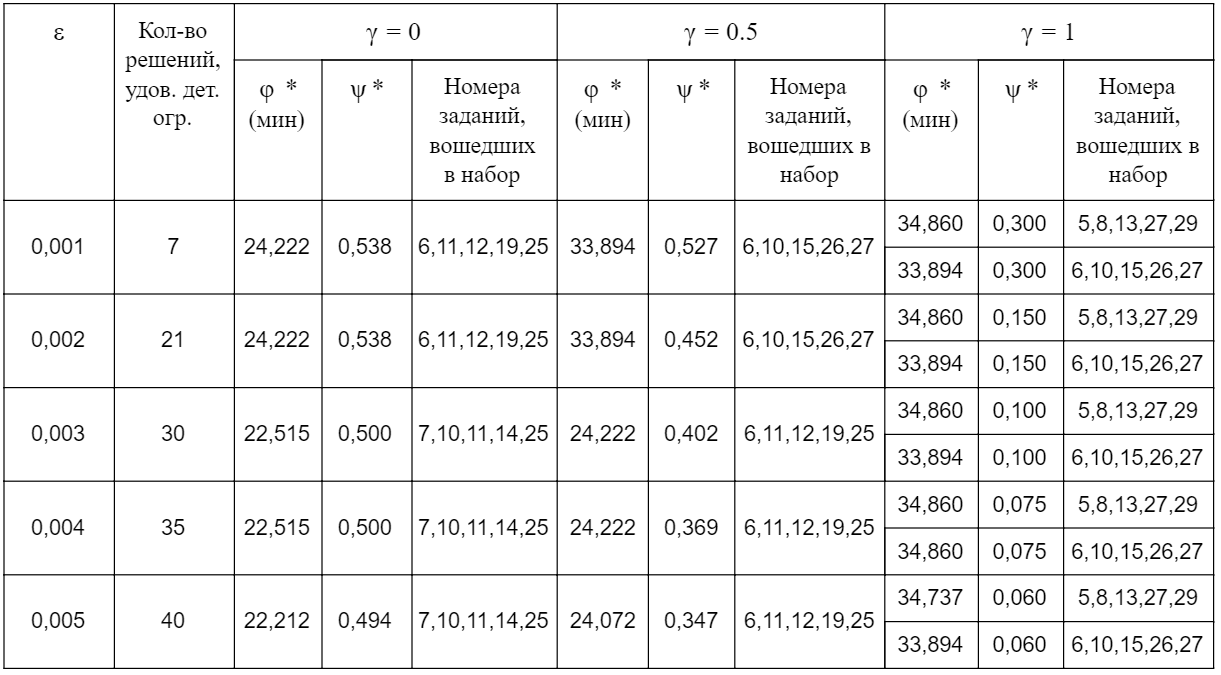 ε
Кол-во
решений,
удов. дет.
огр.
γ = 0
γ = 0.5
γ = 1
φ *
(мин)
ψ *
Номера
заданий,
вошедших
в набор
φ *
(мин)
ψ *
Номера
заданий,
вошедших в
набор
φ *
(мин)
ψ *
Номера
заданий,
вошедших в
набор
0,001 7 24,222 0,538 6,11,12,19,25 33,894 0,527 6,10,15,26,27
34,860 0,300 5,8,13,27,29
33,894 0,300 6,10,15,26,27
0,002 21 24,222 0,538 6,11,12,19,25 33,894 0,452 6,10,15,26,27
34,860 0,150 5,8,13,27,29
33,894 0,150 6,10,15,26,27
0,003 30 22,515 0,500 7,10,11,14,25 24,222 0,402 6,11,12,19,25
34,860 0,100 5,8,13,27,29
33,894 0,100 6,10,15,26,27
0,004 35 22,515 0,500 7,10,11,14,25 24,222 0,369 6,11,12,19,25
34,860 0,075 5,8,13,27,29
34,860 0,075 6,10,15,26,27
0,005 40 22,212 0,494 7,10,11,14,25 24,072 0,347 6,11,12,19,25
34,737 0,060 5,8,13,27,29
33,894 0,060 6,10,15,26,27